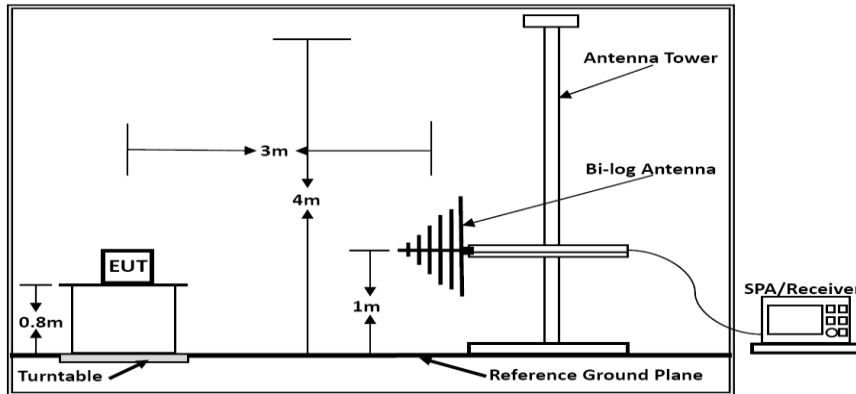 Antenna Tower
3m
Bi-log Antenna
4m
EUT
1m
SPA/Receiver
0.8m
Turntable
Reference Ground Plane